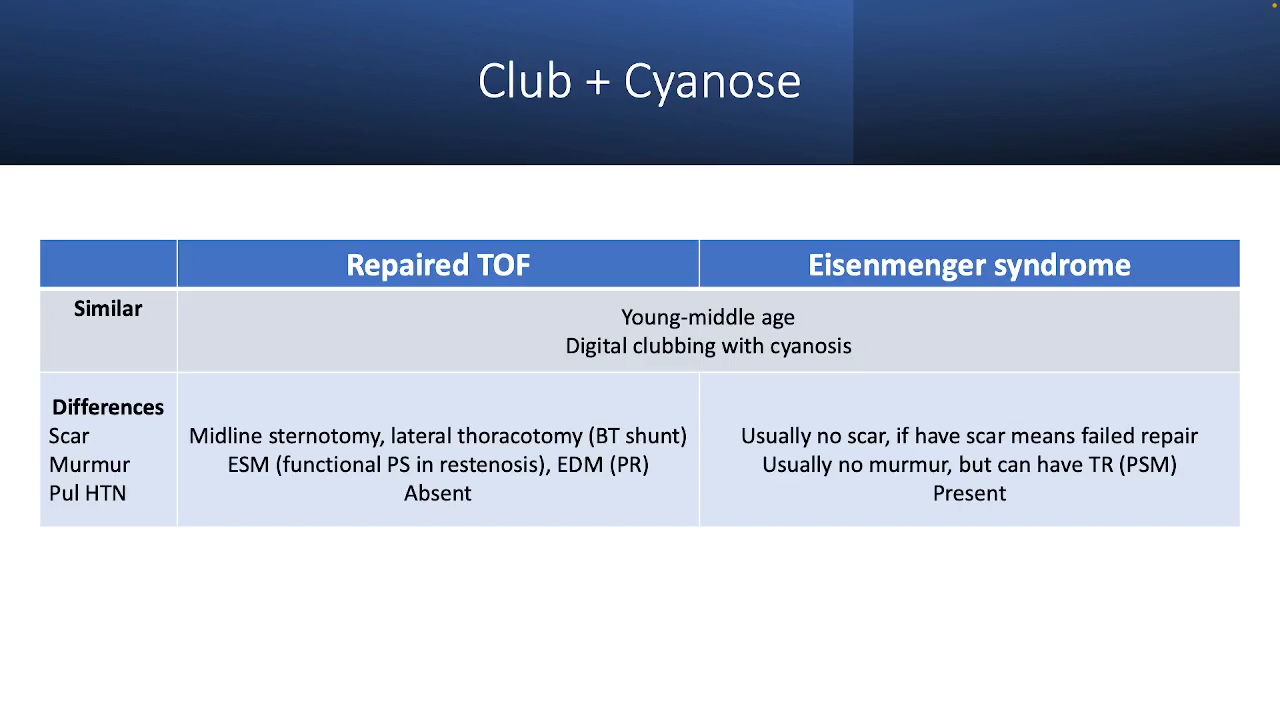 Club + Cyanose
Repaired TOF
Eisenmenger syndrome
Similar
Young-middle age
Digital clubbing with cyanosis
Differences
Scar
Murmur
Pul HTN
Midline sternotomy, lateral thoracotomy (BT shunt)
ESM (functional PS in restenosis), EDM (PR)
Absent
Usually no scar, if have scar means failed repair
Usually no murmur, but can have TR (PSM)
Present